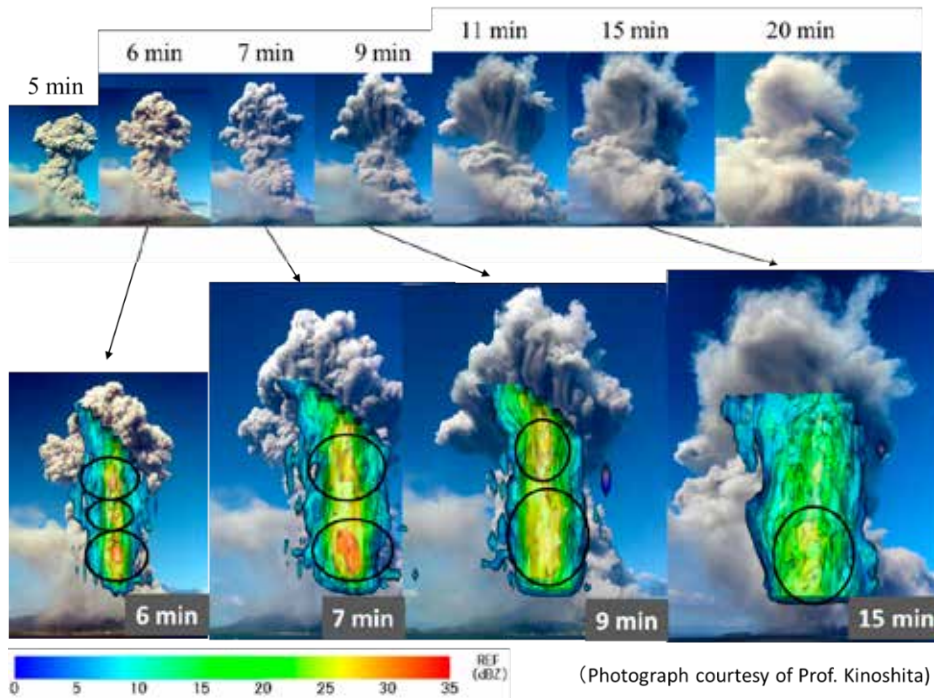 5 min
6 min
7 min
9 min
11 min
15 min
20 min
6 min
7 min
9 min
15 min
REF
(dBZ)
0 5 10 15 20 25 30 35
(Photograph courtesy of Prof. Kinoshita)